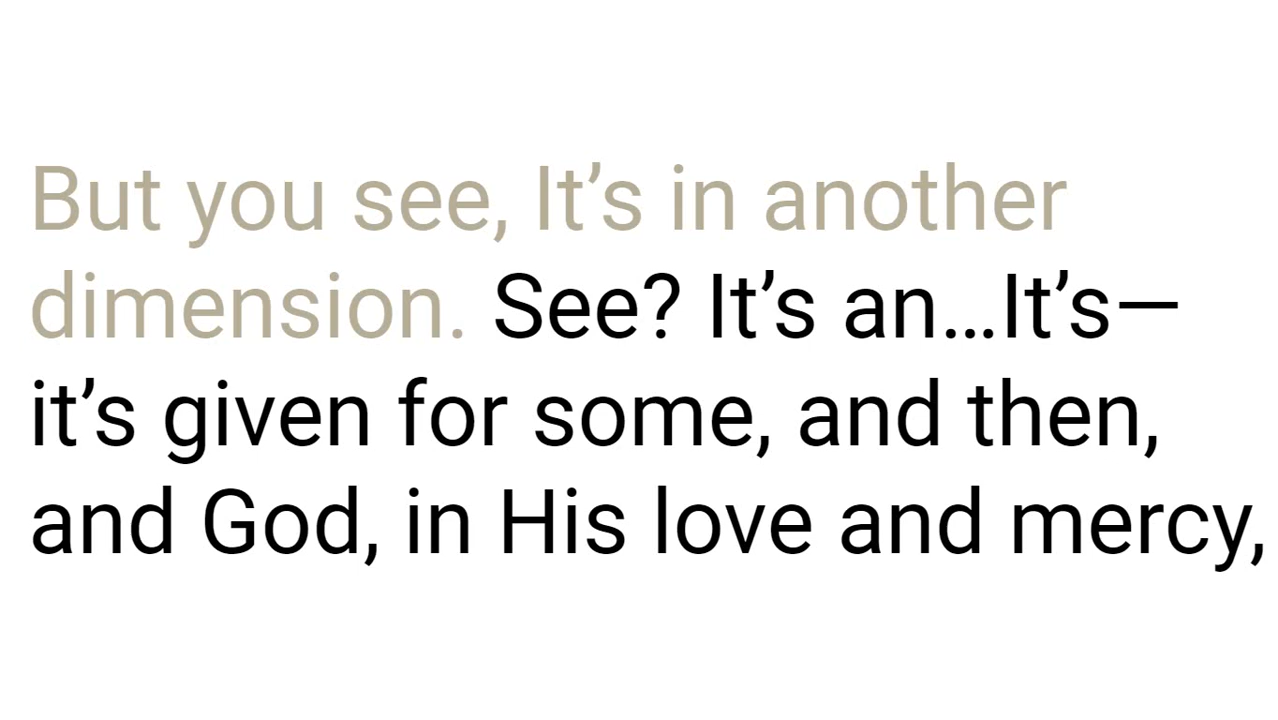 But you see, It’s in another
dimension. See? It’s an…It’s—
it’s given for some, and then,
and God, in His love and mercy,